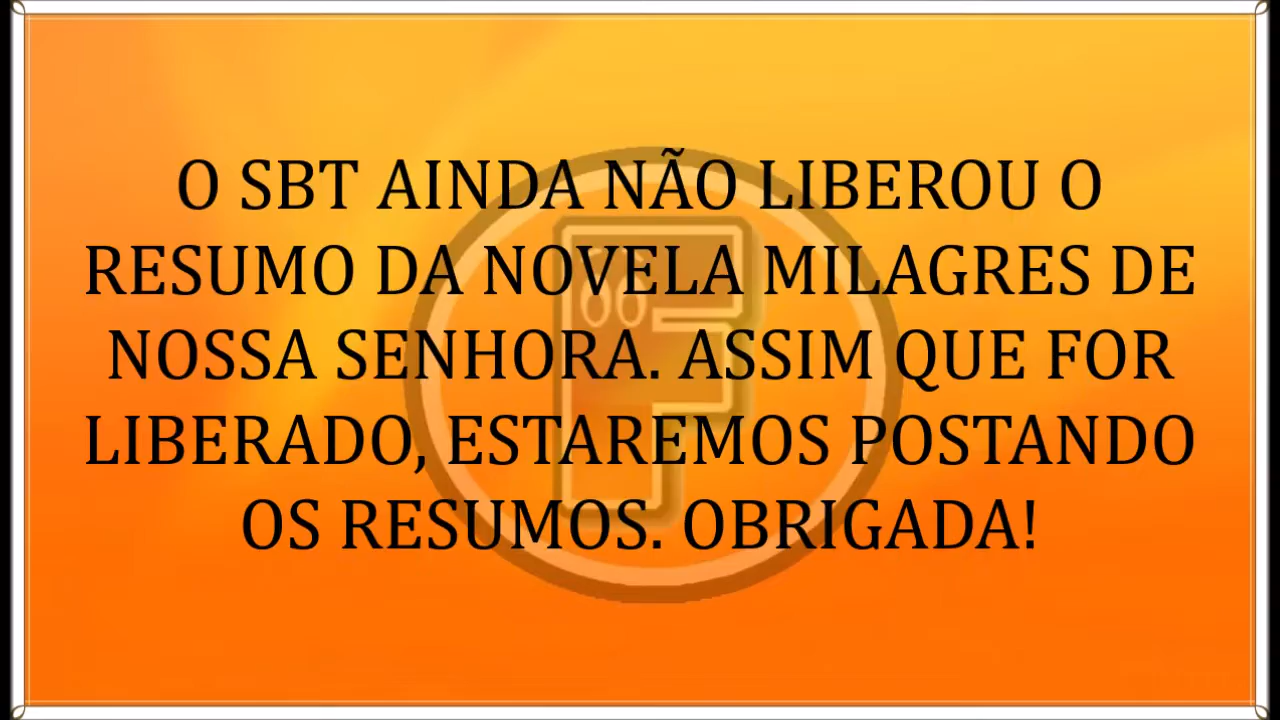 O SBT AINDA NÃO LIBEROU O
RESUMO DA NOVELA MILAGRES DE
NOSSA SENHORA. ASSIM QUE FOR
LIBERADO, ESTAREMOS POSTANDO
OS RESUMOS. OBRIGADA!